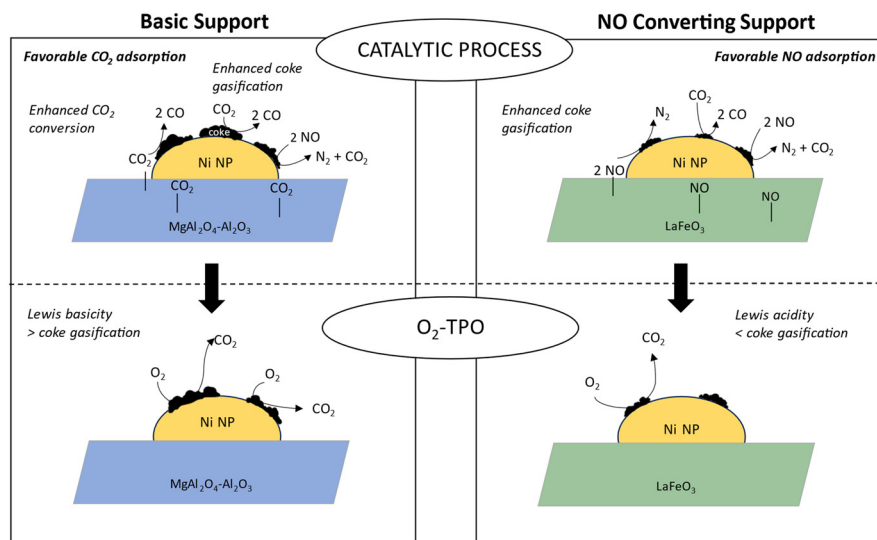 Basic Support
NO Converting Support
CATALYTIC PROCESS
Favorable CO₂ adsorption
Enhanced coke
gasification
Enhanced CO₂
conversion
2 CO
CO₂
2 CO
coke
2 NO
N₂ + CO₂
CO₂
Ni NP
CO₂
CO₂
MgAl₂O₄-Al₂O₃
Favorable NO adsorption
Enhanced coke
gasification
N₂
CO₂
2 CO
2 NO
N₂ + CO₂
2 NO
Ni NP
NO
NO
LaFeO₃
O₂-TPO
Lewis basicity
> coke gasification
CO₂
O₂
O₂
CO₂
Ni NP
MgAl₂O₄-Al₂O₃
Lewis acidity
< coke gasification
CO₂
O₂
Ni NP
LaFeO₃